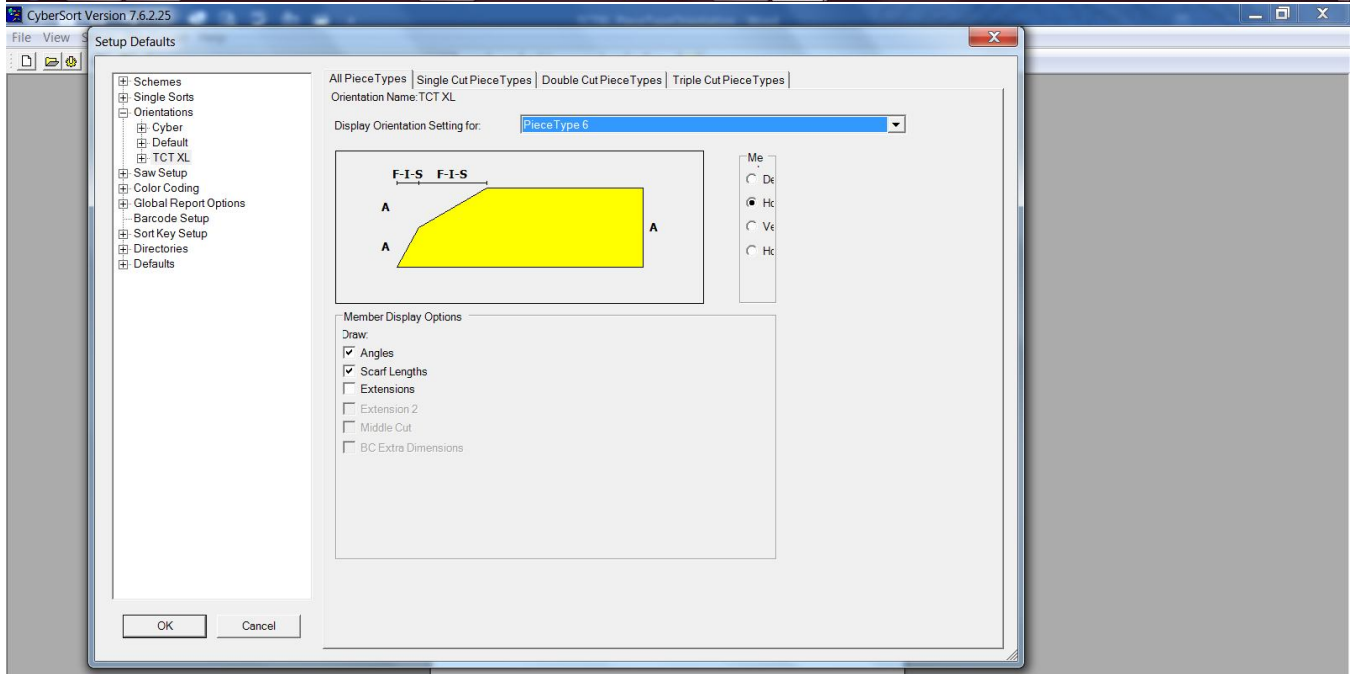 CyberSort Version 7.6.2.25
File View
Setup Defaults
Schemes
Single Sorts
Orientations
Cyber
Default
TCT XL
Saw Setup
Color Coding
Global Report Options
Barcode Setup
Sort Key Setup
Directories
Defaults
OK Cancel
All PieceTypes Single Cut PieceTypes Double Cut PieceTypes Triple Cut PieceTypes
Orientation Name:TCT XL
Display Orientation Setting for: PieceType 6
F-I-S F-I-S
A
A
A
Me
De
Ho
Ve
Ho
Member Display Options
Draw:
Angles
Scarf Lengths
Extensions
Extension 2
Middle Cut
BC Extra Dimensions